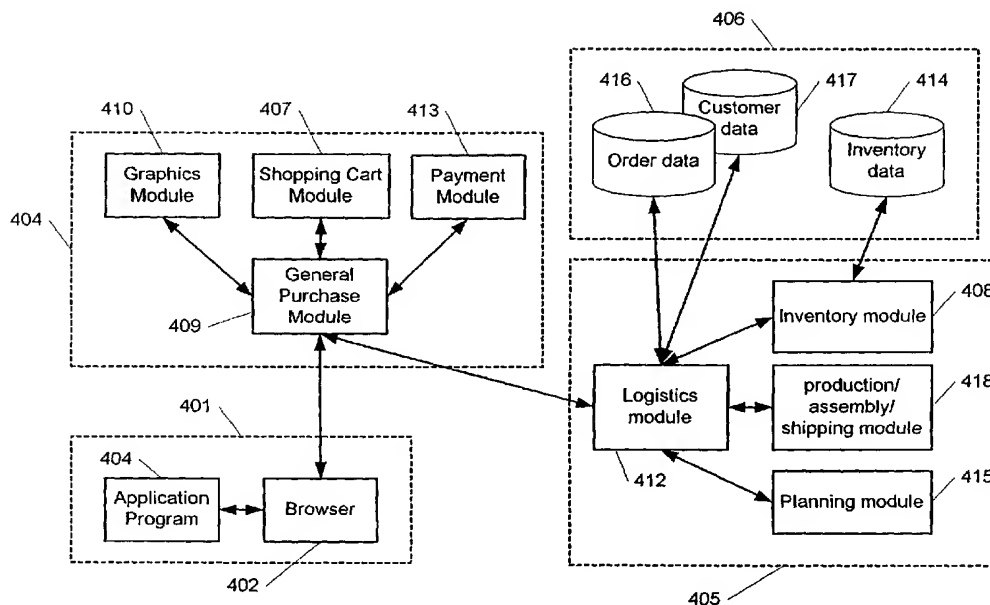 406
416
417
414
Customer
data
Order data
Inventory
data
410
407
413
Graphics
Module
Shopping Cart
Module
Payment
Module
404
General
Purchase
Module
409
408
Inventory module
Logistics
module
production/
assembly/
shipping module
418
412
Planning module
415
401
404
Application
Program
Browser
402
405